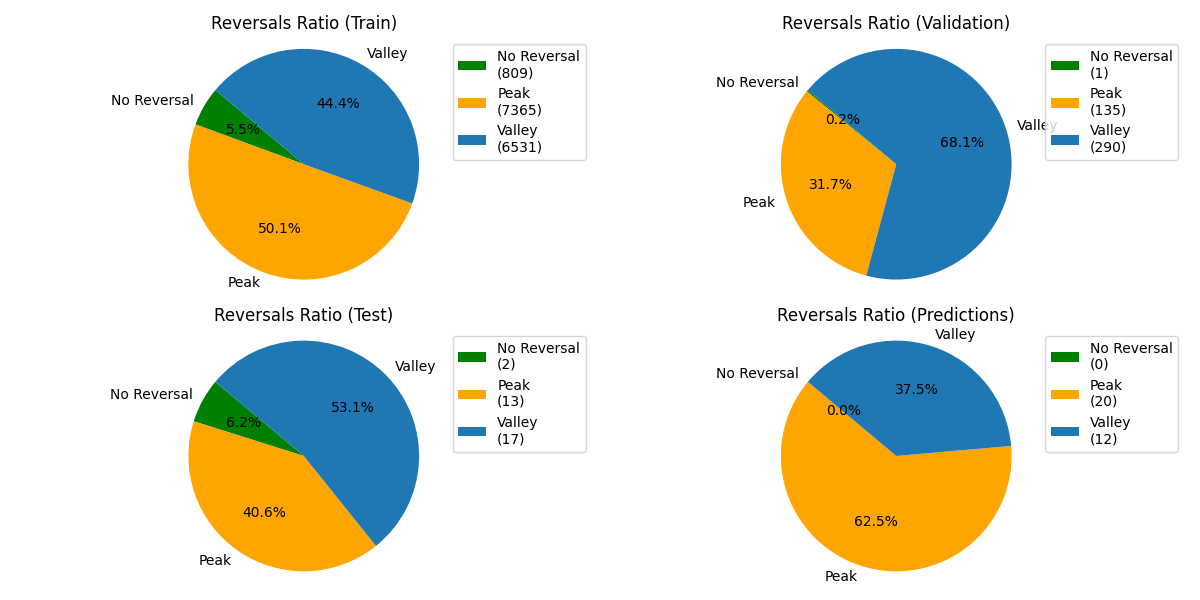 Reversals Ratio (Train)
Valley
No Reversal
44.4%
5.5%
50.1%
Peak
No Reversal
(809)
Peak
(7365)
Valley
(6531)
Reversals Ratio (Validation)
No Reversal
0.2%
Valley
68.1%
31.7%
Peak
No Reversal
(1)
Peak
(135)
Valley
(290)
Reversals Ratio (Test)
Valley
No Reversal
53.1%
6.2%
40.6%
Peak
No Reversal
(2)
Peak
(13)
Valley
(17)
Reversals Ratio (Predictions)
Valley
No Reversal
37.5%
0.0%
62.5%
Peak
No Reversal
(0)
Peak
(20)
Valley
(12)